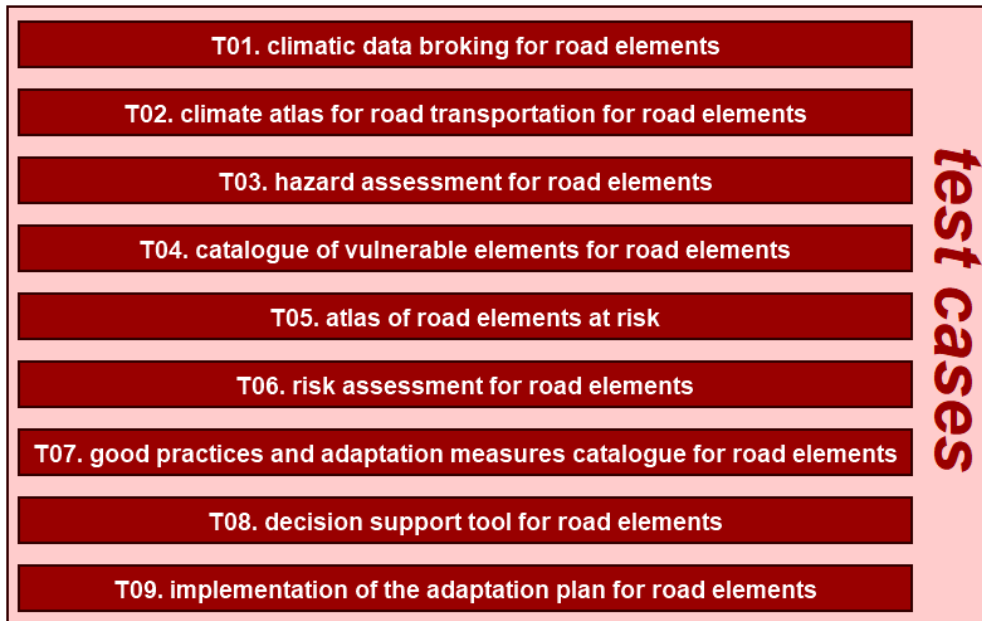 T01. climatic data broking for road elements
T02. climate atlas for road transportation for road elements
T03. hazard assessment for road elements
T04. catalogue of vulnerable elements for road elements
T05. atlas of road elements at risk
T06. risk assessment for road elements
T07. good practices and adaptation measures catalogue for road elements
T08. decision support tool for road elements
T09. implementation of the adaptation plan for road elements
test cases